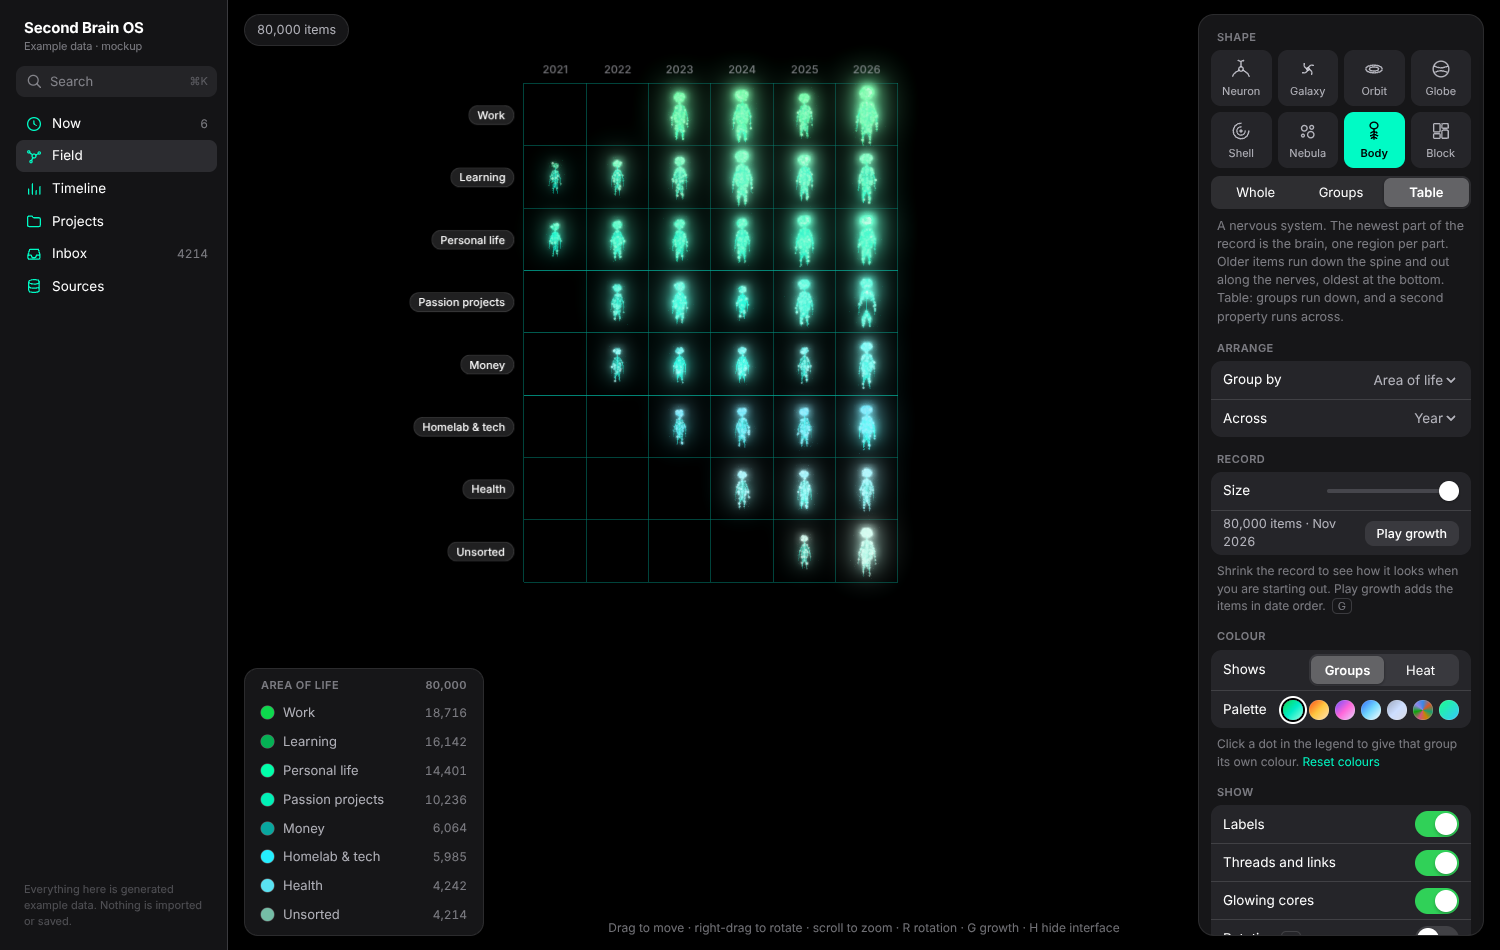 Second Brain OS
Example data · mockup
Search ⌘K
Now 6
Field
Timeline
Projects
Inbox 4214
Sources
Everything here is generated
example data. Nothing is imported
or saved.
80,000 items
2021 2022 2023 2024 2025 2026
Work
Learning
Personal life
Passion projects
Money
Homelab & tech
Health
Unsorted
AREA OF LIFE 80,000
Work 18,716
Learning 16,142
Personal life 14,401
Passion projects 10,236
Money 6,064
Homelab & tech 5,985
Health 4,242
Unsorted 4,214
Drag to move · right-drag to rotate · scroll to zoom · R rotation · G growth · H hide interface
SHAPE
Neuron Galaxy Orbit Globe
Shell Nebula Body Block
Whole Groups Table
A nervous system. The newest part of the
record is the brain, one region per part.
Older items run down the spine and out
along the nerves, oldest at the bottom.
Table: groups run down, and a second
property runs across.
ARRANGE
Group by Area of life
Across Year
RECORD
Size
80,000 items · Nov
2026
Play growth
Shrink the record to see how it looks when
you are starting out. Play growth adds the
items in date order. G
COLOUR
Shows Groups Heat
Palette
Click a dot in the legend to give that group
its own colour. Reset colours
SHOW
Labels
Threads and links
Glowing cores